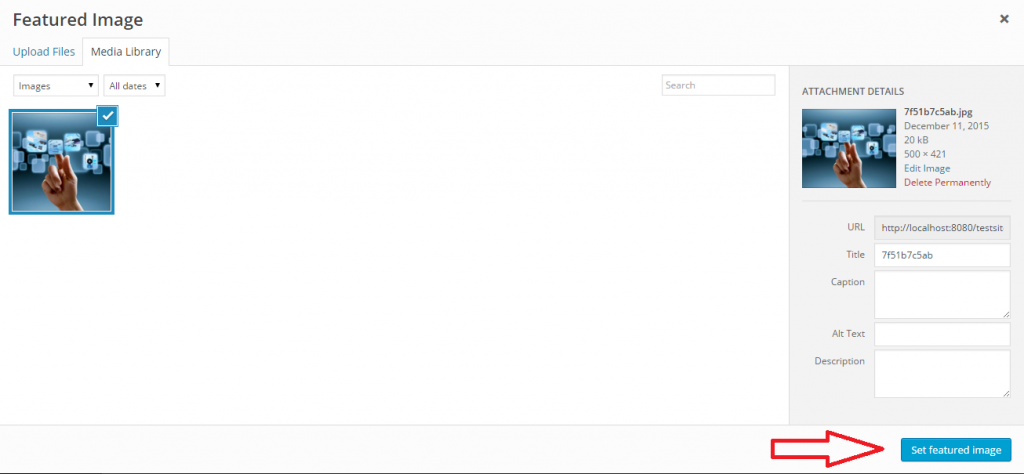 Featured Image
Upload Files
Media Library
Images
All dates
Search
ATTACHMENT DETAILS
7f51b7c5ab.jpg
December 11, 2015
20 kB
500 × 421
Edit Image
Delete Permanently
URL
http://localhost:8080/testsit
Title
7f51b7c5ab
Caption
Alt Text
Description
Set featured image